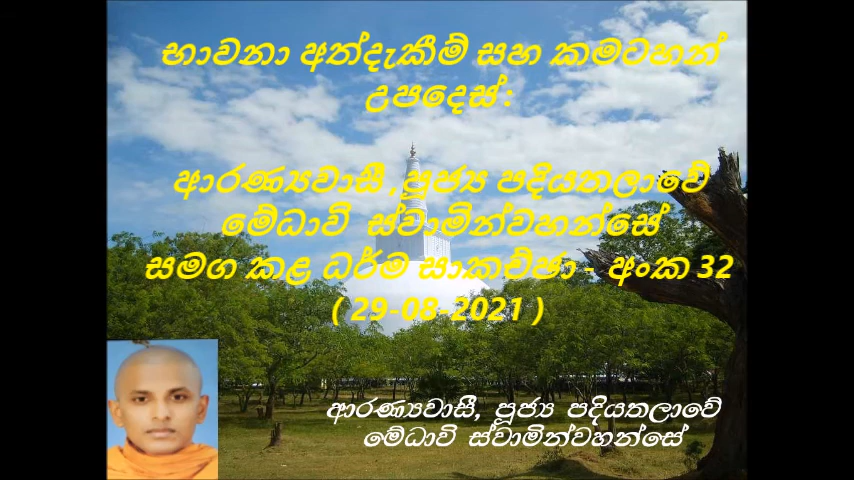 භාවනා අත්දැකීම් සහ කමටහන්
උපදෙස් :
ආරණ්‍යවාසී , පූජ්‍ය පදියතලාවේ
මේධාවි ස්වාමින්වහන්සේ
සමග කළ ධර්ම සාකච්ඡා - අංක 32
( 29-08-2021 )
ආරණ්‍යවාසී, පූජ්‍ය පදියතලාවේ
මේධාවි ස්වාමින්වහන්සේ